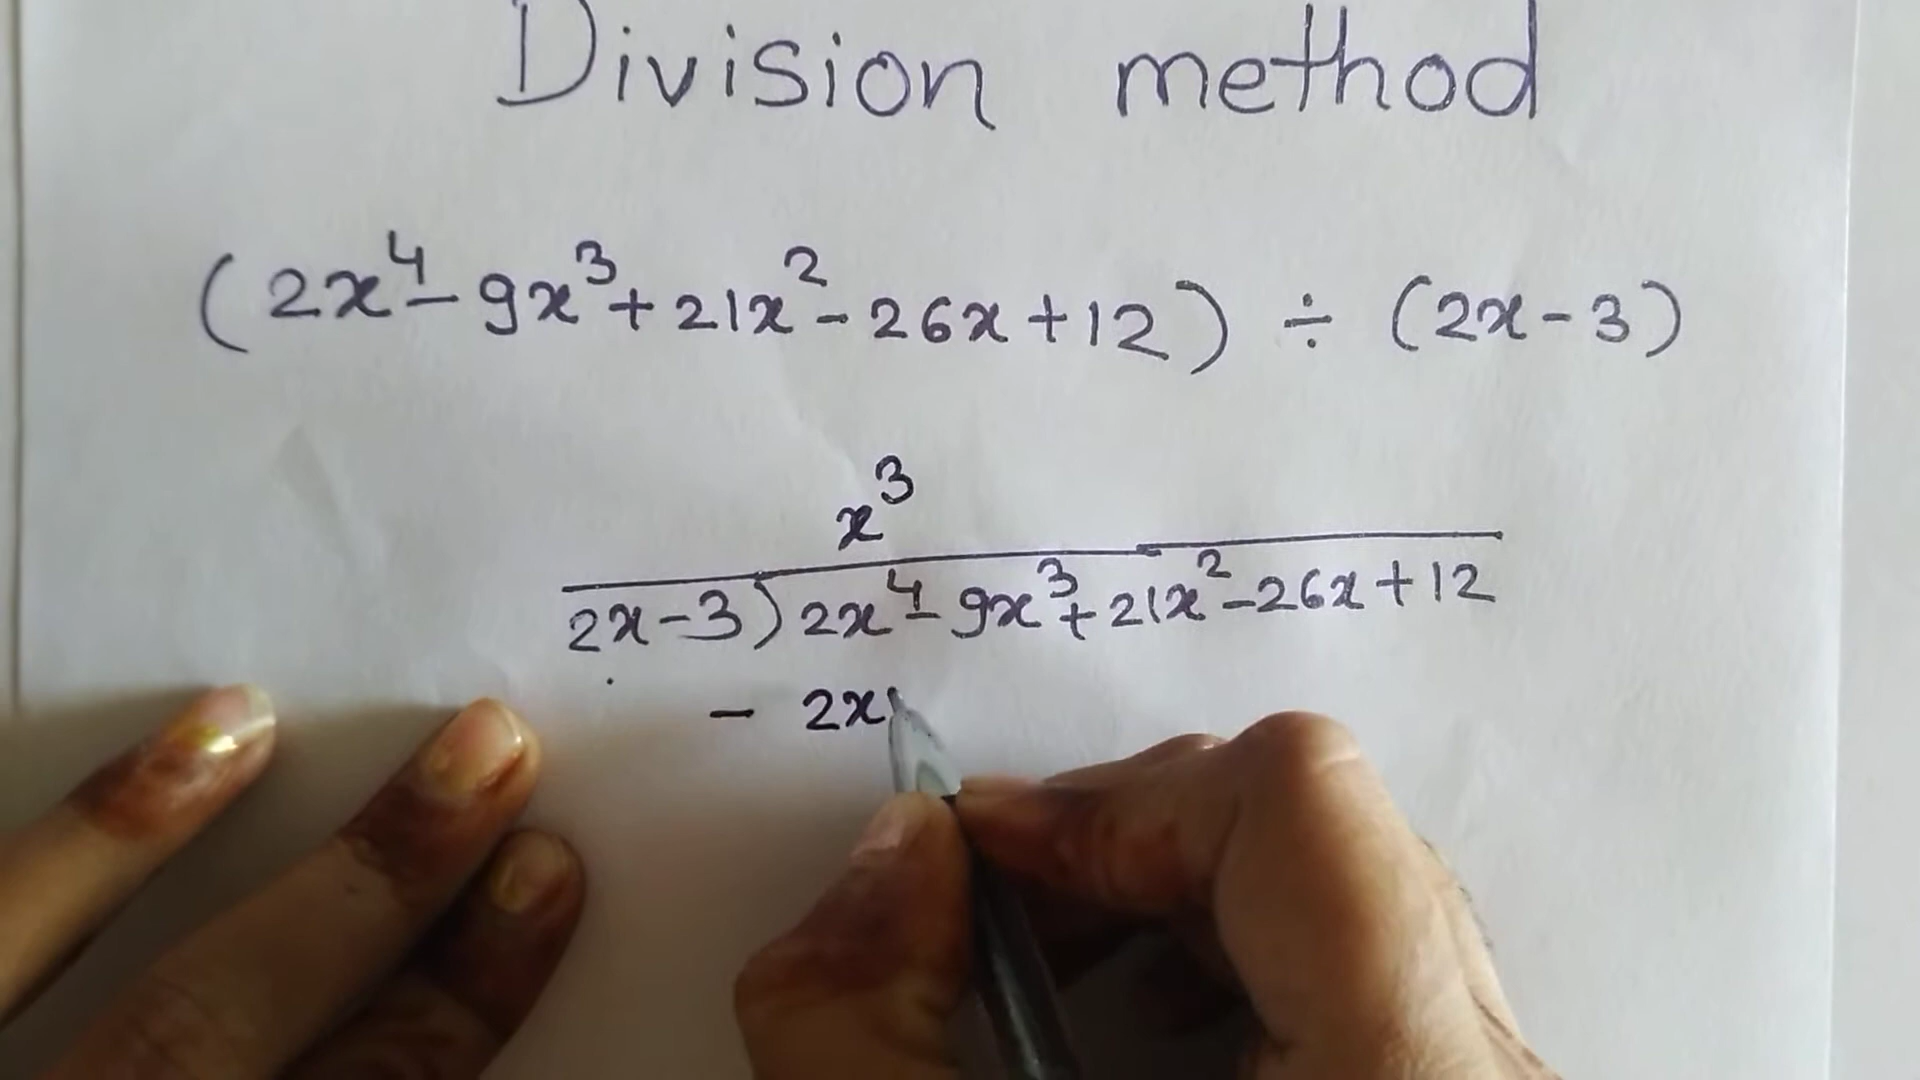 Division method
(2x⁴ - 9x³ + 21x² - 26x + 12) ÷ (2x - 3)
x³
2x - 3) 2x⁴ - 9x³ + 21x² - 26x + 12
- 2x